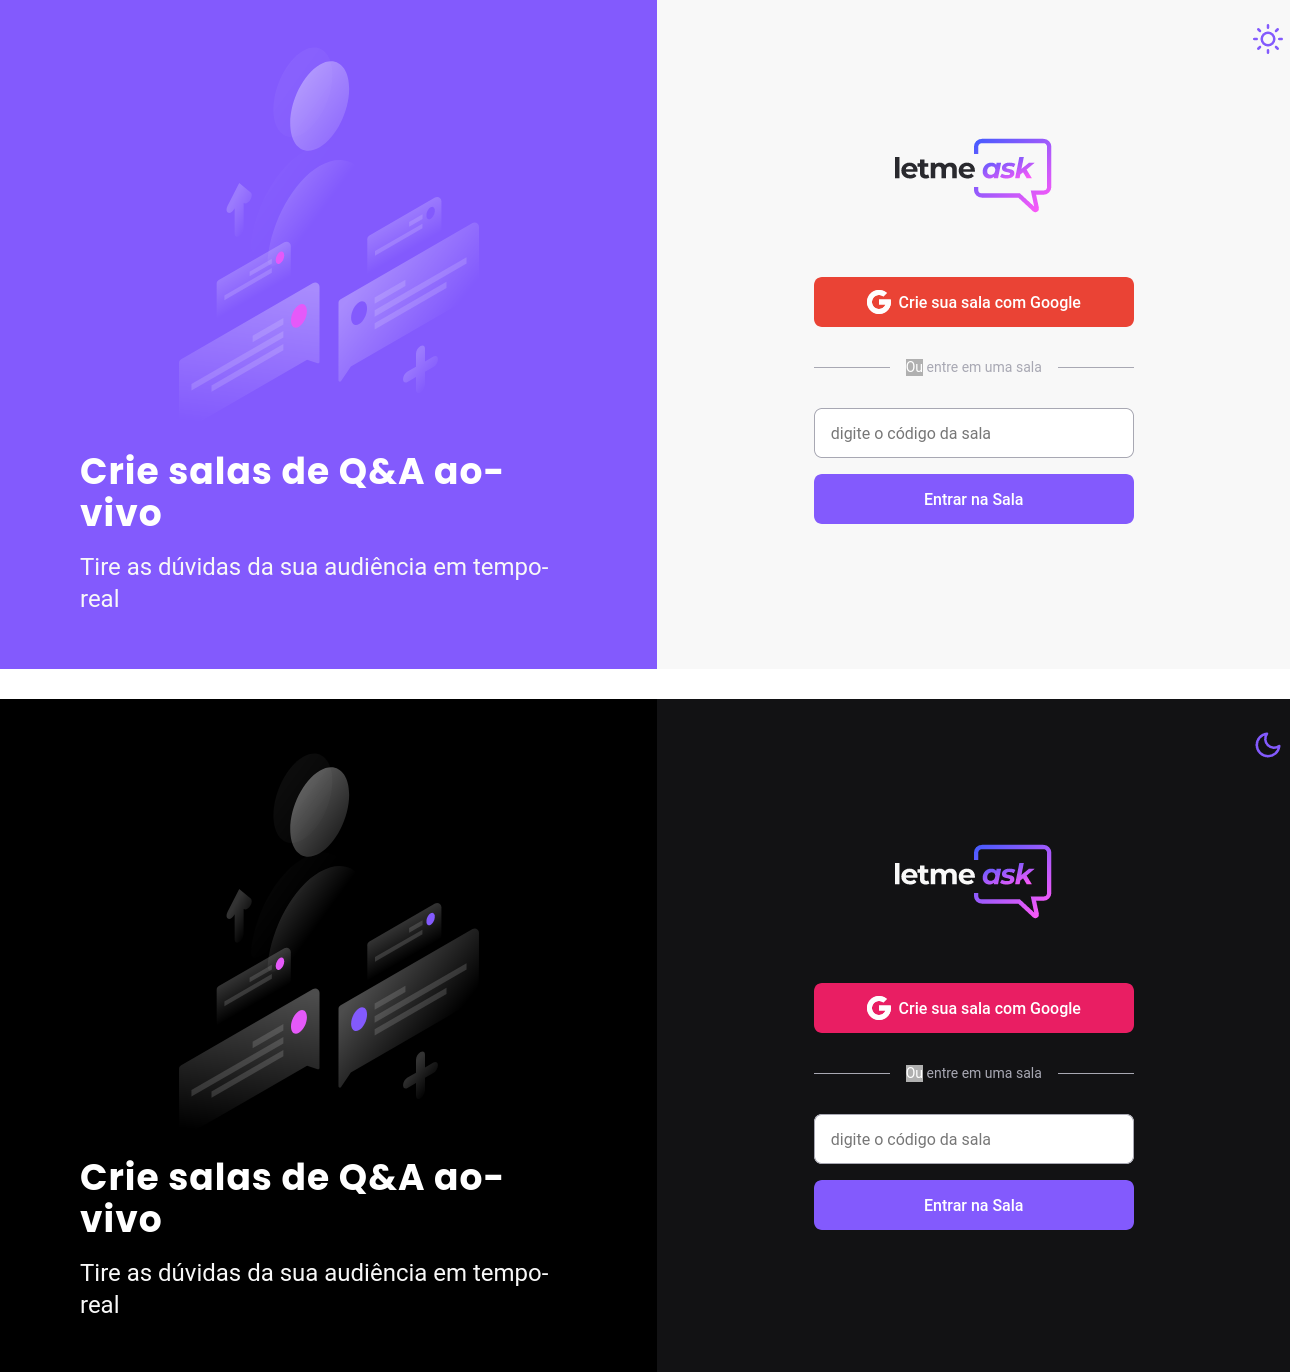 Crie salas de Q&A ao-
vivo
Tire as dúvidas da sua audiência em tempo-
real
letme ask
Crie sua sala com Google
Ou entre em uma sala
digite o código da sala
Entrar na Sala
Crie salas de Q&A ao-
vivo
Tire as dúvidas da sua audiência em tempo-
real
letme ask
Crie sua sala com Google
Ou entre em uma sala
digite o código da sala
Entrar na Sala